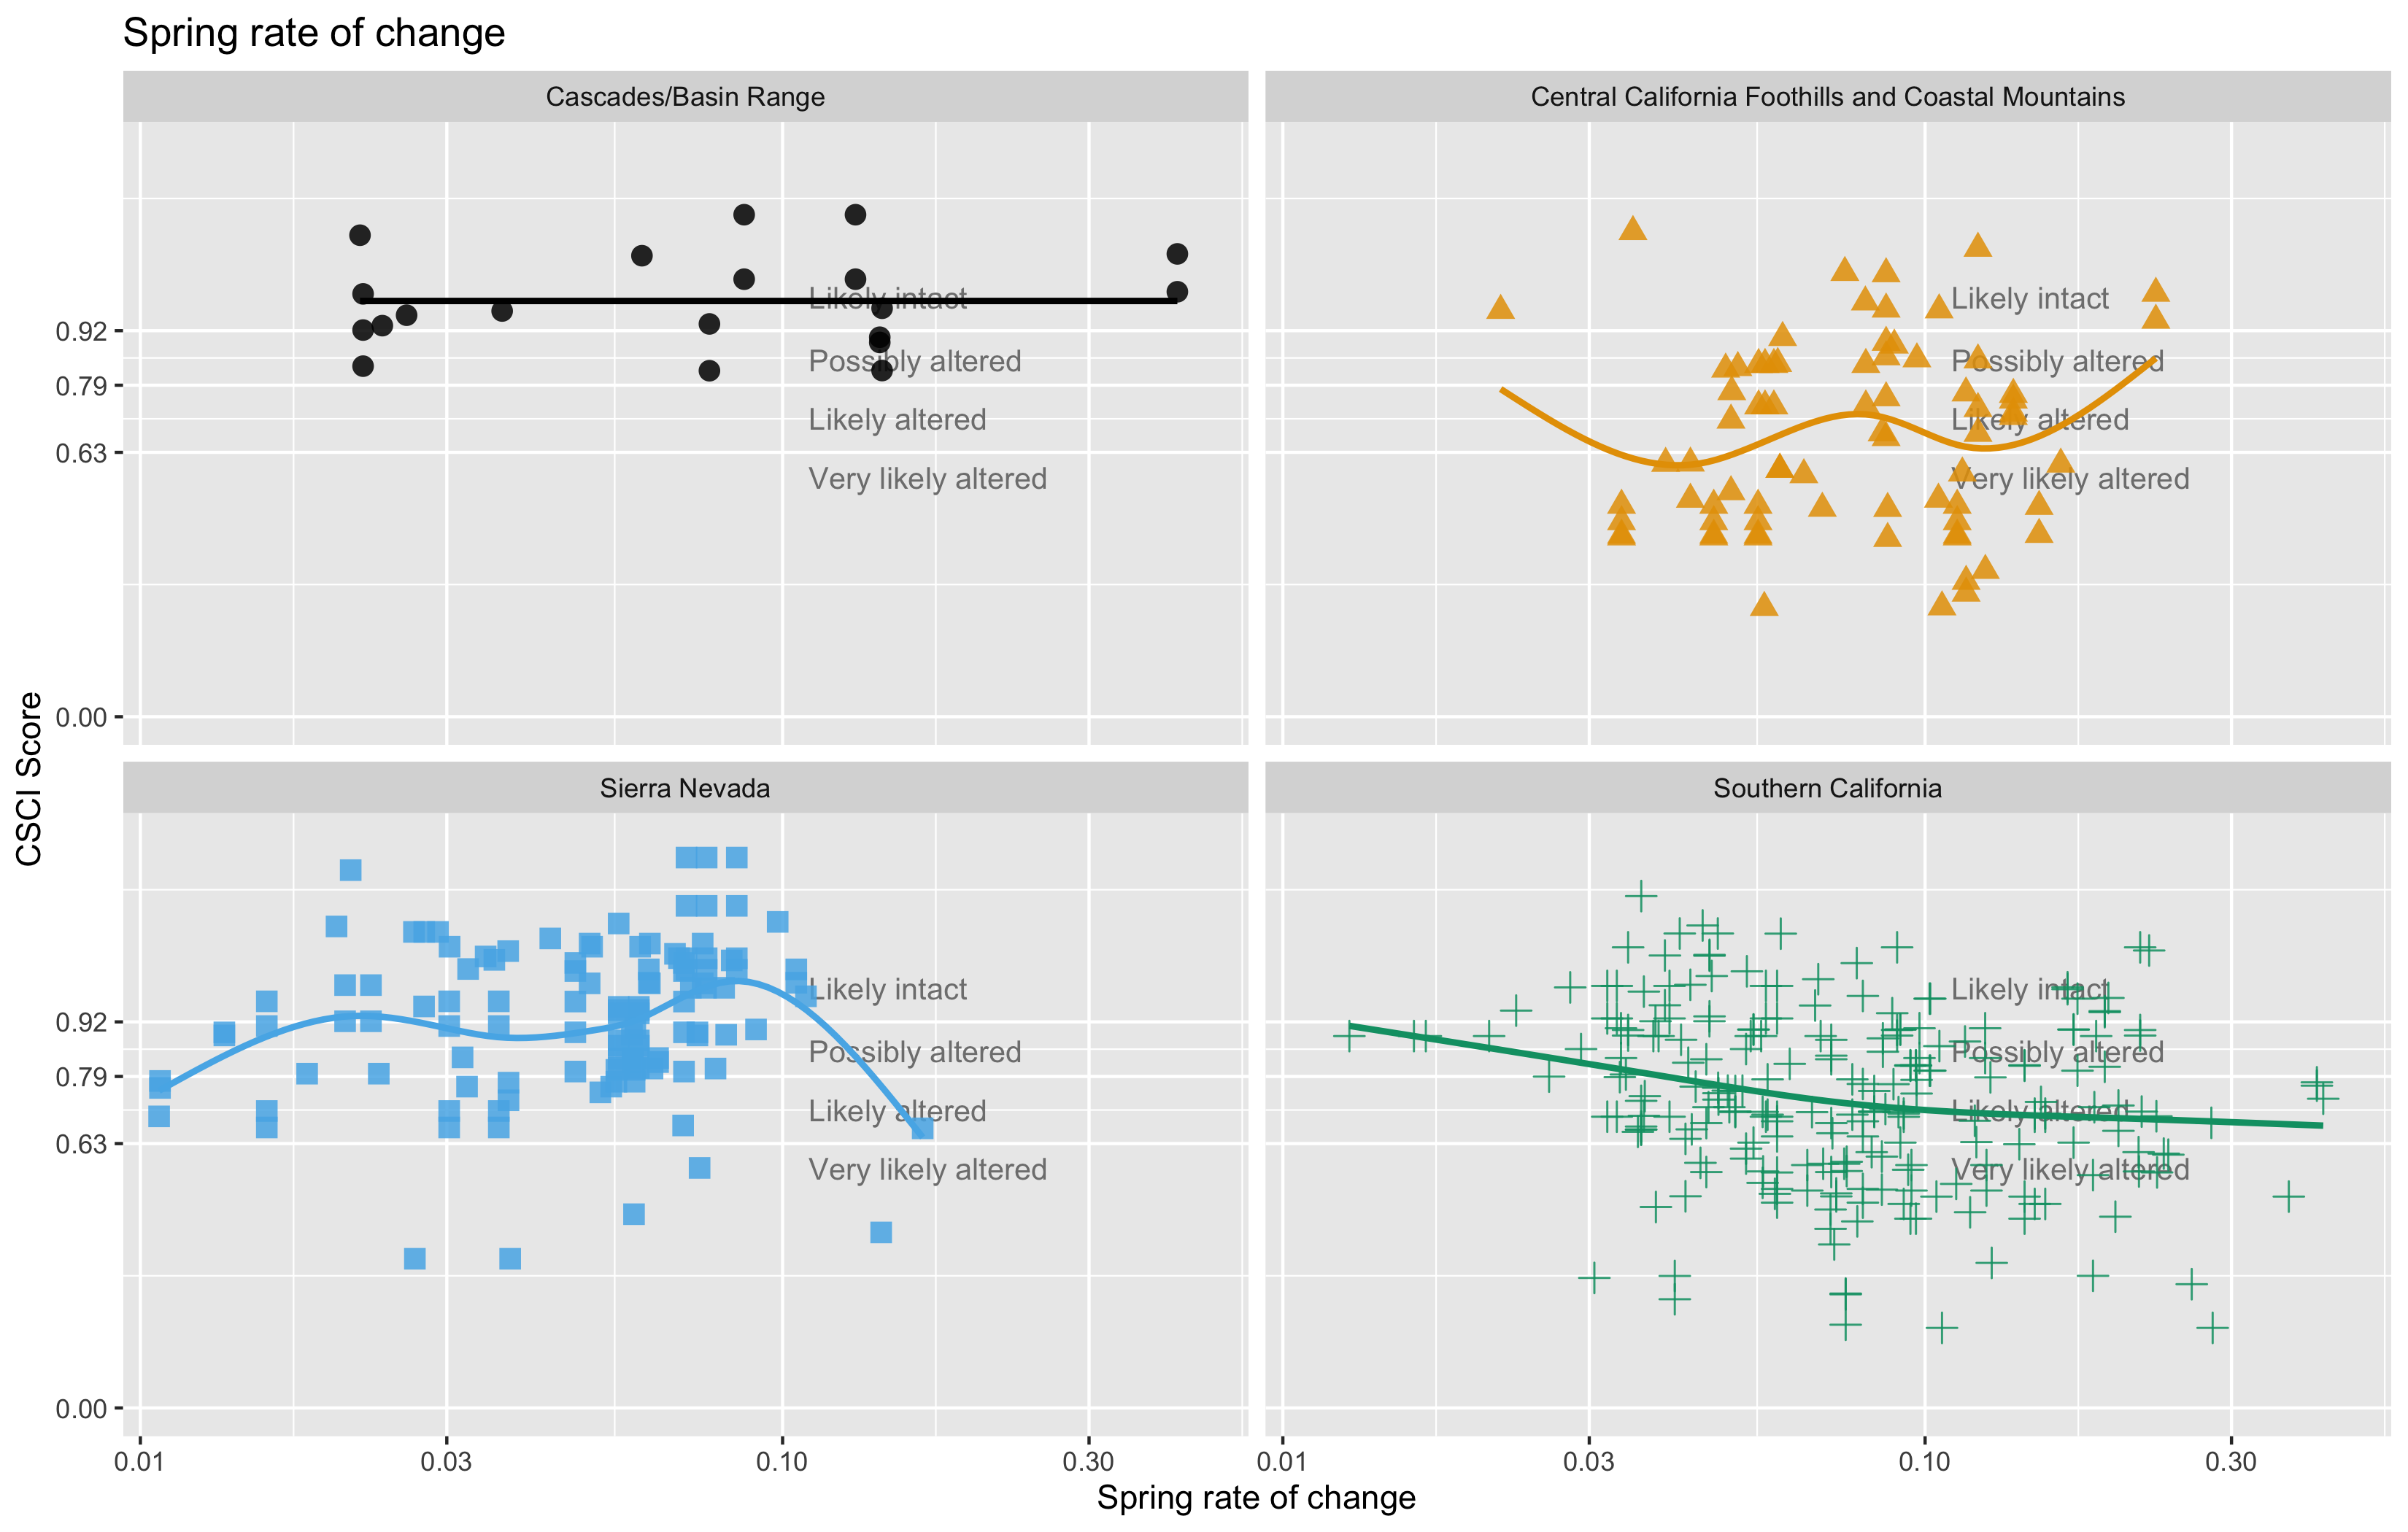 Spring rate of change
Cascades/Basin Range
Central California Foothills and Coastal Mountains
Likely intact
Possibly altered
Likely altered
Very likely altered
Likely intact
Possibly altered
Likely altered
Very likely altered
0.92
0.79
0.63
0.00
CSCI Score
Sierra Nevada
Southern California
Likely intact
Possibly altered
Likely altered
Very likely altered
Likely intact
Possibly altered
Likely altered
Very likely altered
0.92
0.79
0.63
0.00
0.01 0.03 0.10 0.30
0.01 0.03 0.10 0.30
Spring rate of change